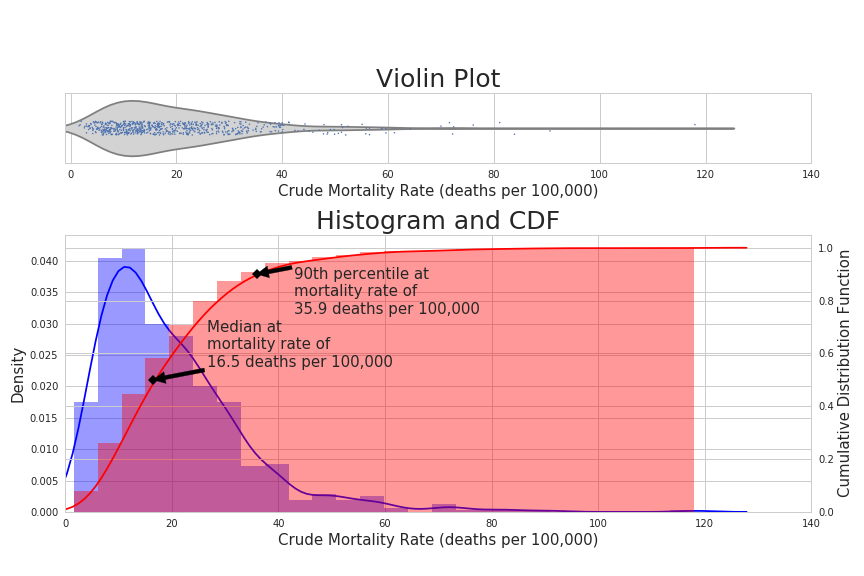 Violin Plot
0 20 40 60 80 100 120 140
Crude Mortality Rate (deaths per 100,000)
Histogram and CDF
Density
0.040
0.035
0.030
0.025
0.020
0.015
0.010
0.005
0.000
90th percentile at
mortality rate of
35.9 deaths per 100,000
Median at
mortality rate of
16.5 deaths per 100,000
1.0
0.8
0.6
0.4
0.2
0.0
Cumulative Distribution Function
0 20 40 60 80 100 120 140
Crude Mortality Rate (deaths per 100,000)